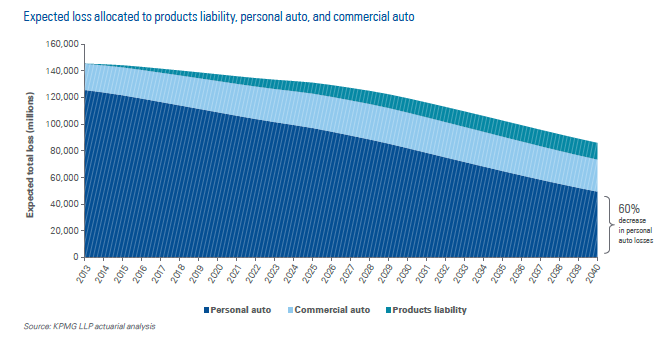 Expected loss allocated to products liability, personal auto, and commercial auto
Expected total loss (millions)
160,000
140,000
120,000
100,000
80,000
60,000
40,000
20,000
0
2013 2014 2015 2016 2017 2018 2019 2020 2021 2022 2023 2024 2025 2026 2027 2028 2029 2030 2031 2032 2033 2034 2035 2036 2037 2038 2039 2040
60%
decrease
in personal
auto losses
Personal auto Commercial auto Products liability
Source: KPMG LLP actuarial analysis